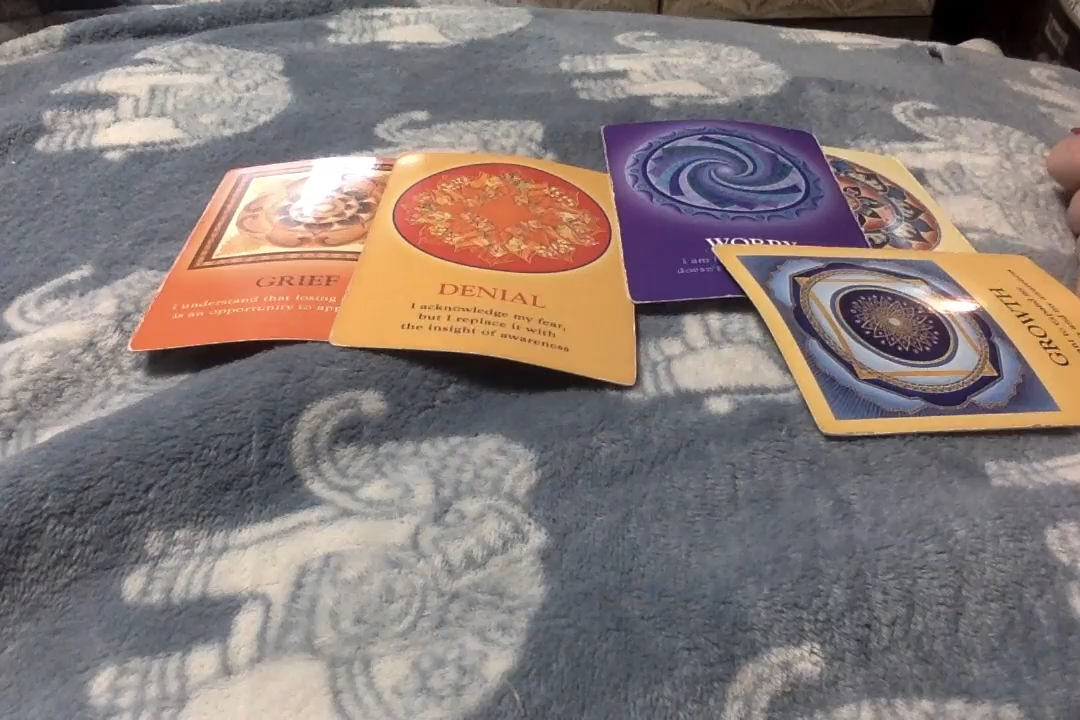 GRIEF
I understand that losing
is an opportunity to app
DENIAL
I acknowledge my fear,
but I replace it with
the insight of awareness
WORRY
I am
doesn't
GROWTH